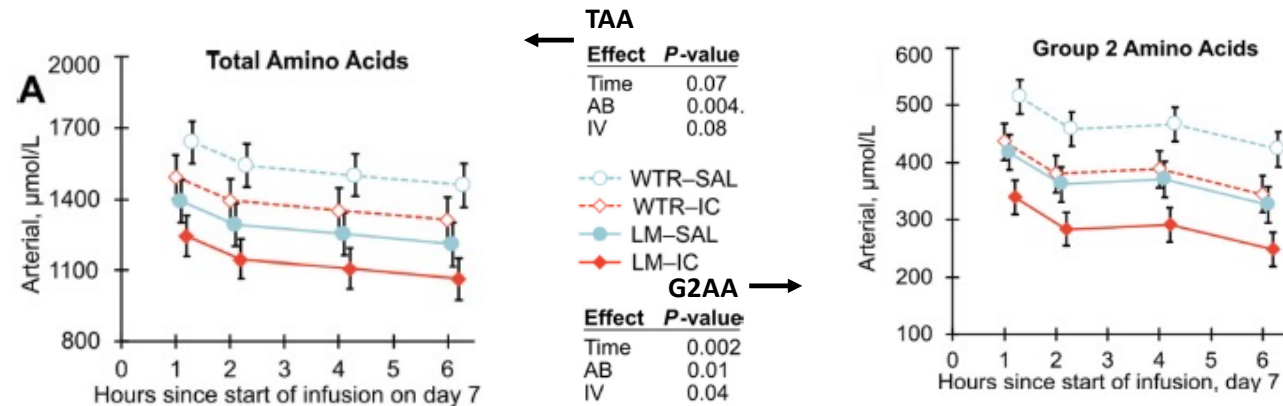 A
Total Amino Acids
Arterial, µmol/L
2000
1700
1400
1100
800
0 1 2 3 4 5 6
Hours since start of infusion on day 7
TAA
Effect P-value
Time 0.07
AB 0.004.
IV 0.08
WTR–SAL
WTR–IC
LM–SAL
LM–IC
G2AA
Effect P-value
Time 0.002
AB 0.01
IV 0.04
Group 2 Amino Acids
Arterial, µmol/L
600
500
400
300
200
100
0 1 2 3 4 5 6
Hours since start of infusion, day 7